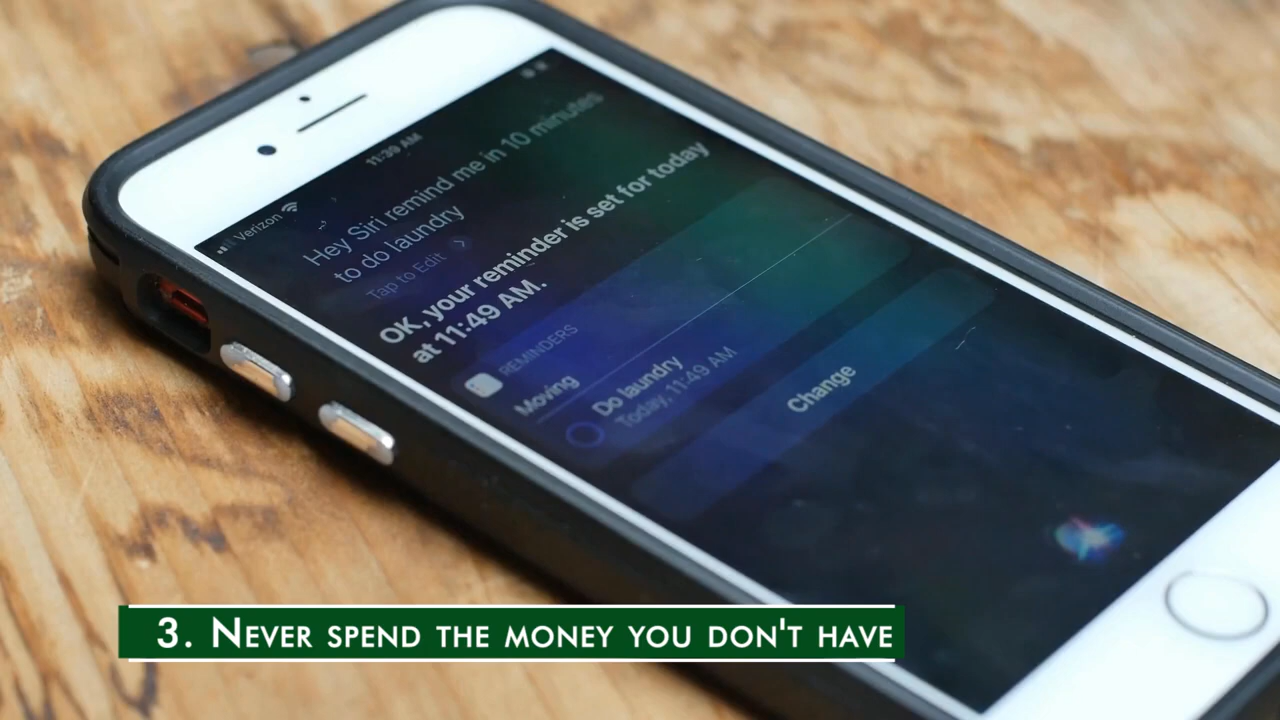 Verizon
11:39 AM
Hey Siri remind me in 10 minutes
to do laundry
Tap to Edit
OK, your reminder is set for today
at 11:49 AM.
REMINDERS
Moving
Do laundry
Today, 11:49 AM
Change
3. Never spend the money you don't have